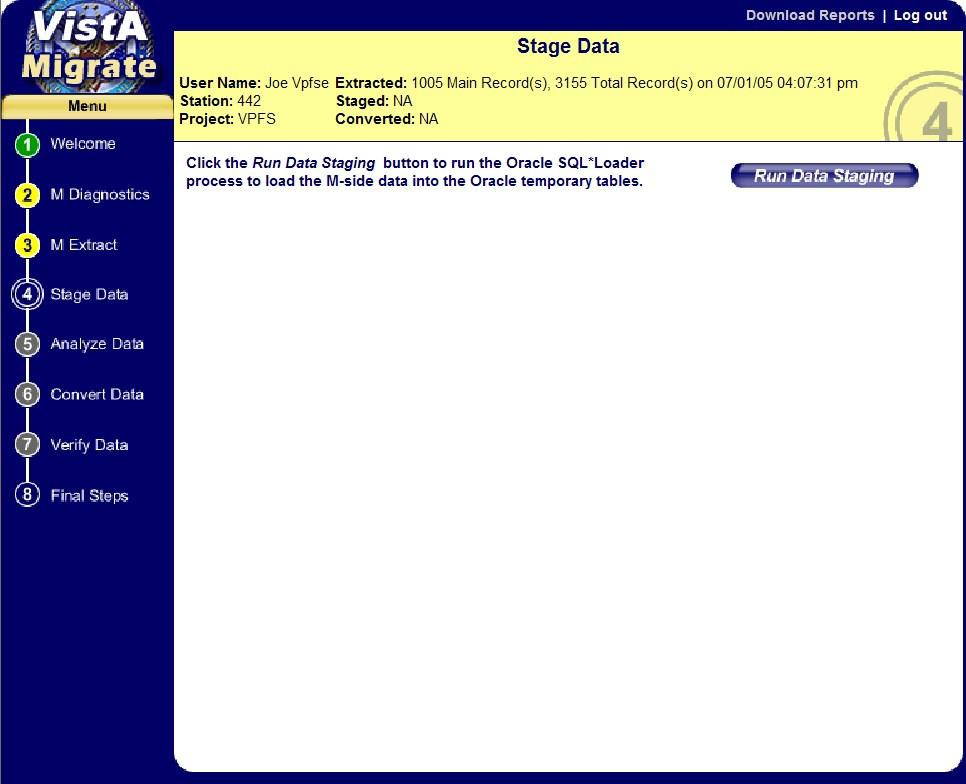 VistA
Migrate
Download Reports | Log out
Stage Data
User Name: Joe Vpfse Extracted: 1005 Main Record(s), 3155 Total Record(s) on 07/01/05 04:07:31 pm
Station: 442 Staged: NA
Project: VPFS Converted: NA
4
Menu
1 Welcome
2 M Diagnostics
3 M Extract
4 Stage Data
5 Analyze Data
6 Convert Data
7 Verify Data
8 Final Steps
Click the Run Data Staging button to run the Oracle SQL*Loader
process to load the M-side data into the Oracle temporary tables.
Run Data Staging